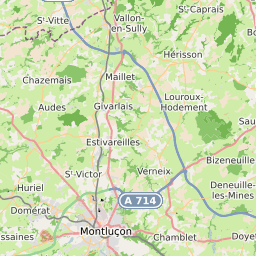 St-Caprais
St-Vitte
Vallon-
en-Sully
Hérisson
Maillet
Chazemais
Louroux-
Hodement
Audes
Givarlais
Estivareilles
Bizeneuille
Verneix
St-Victor
Deneuille-
les-Mines
Huriel
A 714
Domérat
Montluçon
Chamblet